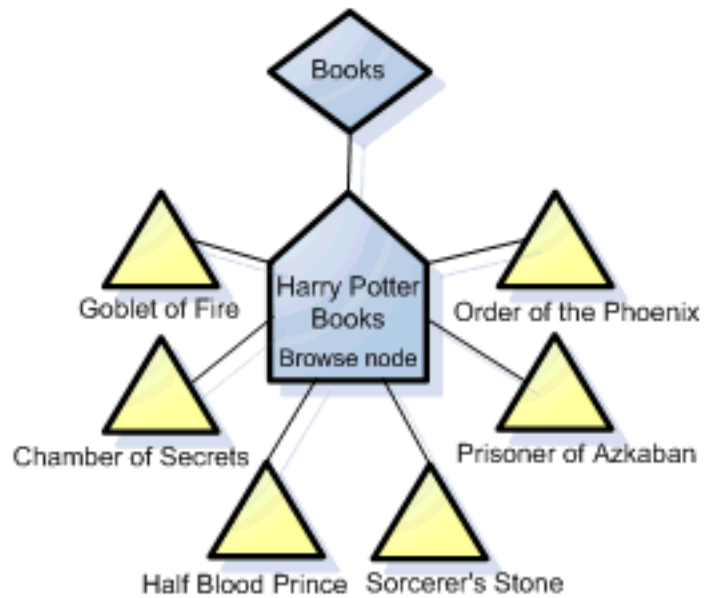 Books
Harry Potter
Books
Browse node
Goblet of Fire
Order of the Phoenix
Chamber of Secrets
Prisoner of Azkaban
Half Blood Prince
Sorcerer's Stone